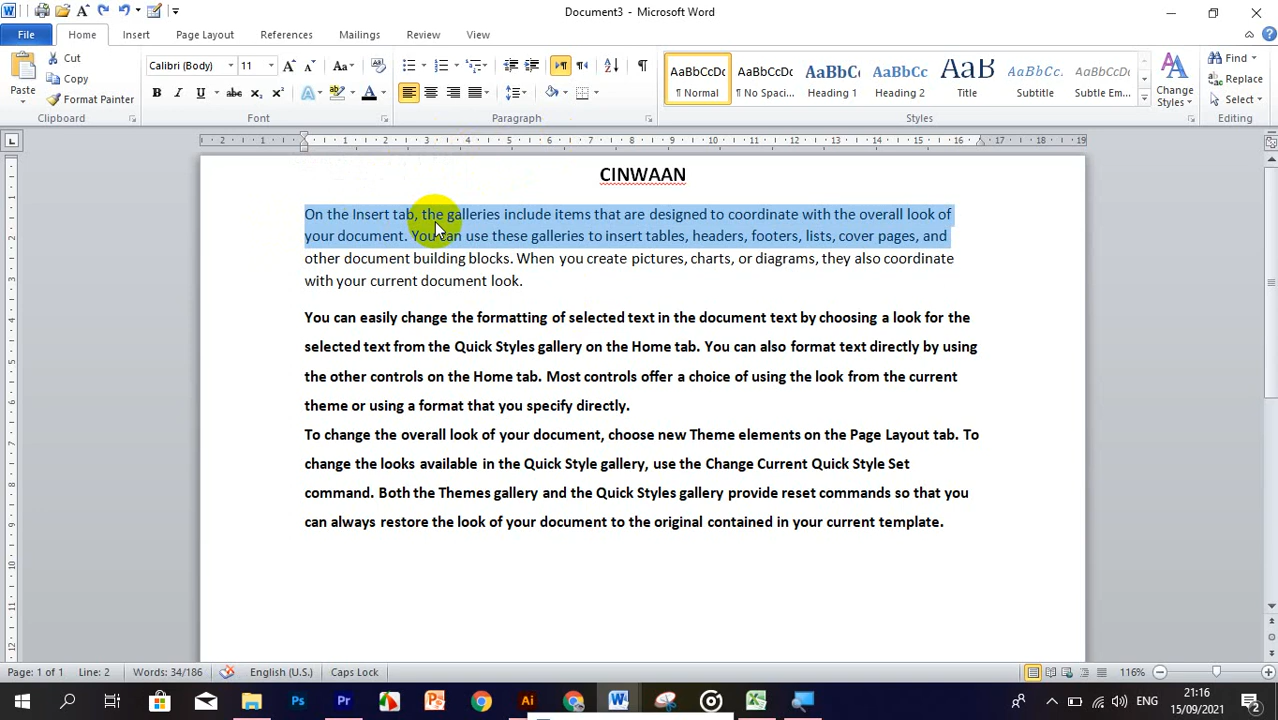 Document3 - Microsoft Word
File Home Insert Page Layout References Mailings Review View
Paste
Cut
Copy
Format Painter
Clipboard
Calibri (Body) 11
Font
Paragraph
AaBbCcDc AaBbCcDc AaBbCc AaBbCc AaB AaBbCc. AaBbCcDc
¶ Normal ¶ No Spaci... Heading 1 Heading 2 Title Subtitle Subtle Em...
Change Styles
Styles
Find
Replace
Select
Editing
CINWAAN
On the Insert tab, the galleries include items that are designed to coordinate with the overall look of
your document. You can use these galleries to insert tables, headers, footers, lists, cover pages, and
other document building blocks. When you create pictures, charts, or diagrams, they also coordinate
with your current document look.
You can easily change the formatting of selected text in the document text by choosing a look for the
selected text from the Quick Styles gallery on the Home tab. You can also format text directly by using
the other controls on the Home tab. Most controls offer a choice of using the look from the current
theme or using a format that you specify directly.
To change the overall look of your document, choose new Theme elements on the Page Layout tab. To
change the looks available in the Quick Style gallery, use the Change Current Quick Style Set
command. Both the Themes gallery and the Quick Styles gallery provide reset commands so that you
can always restore the look of your document to the original contained in your current template.
Page: 1 of 1 Line: 2 Words: 34/186 English (U.S.) Caps Lock 116%
ENG 21:16
15/09/2021